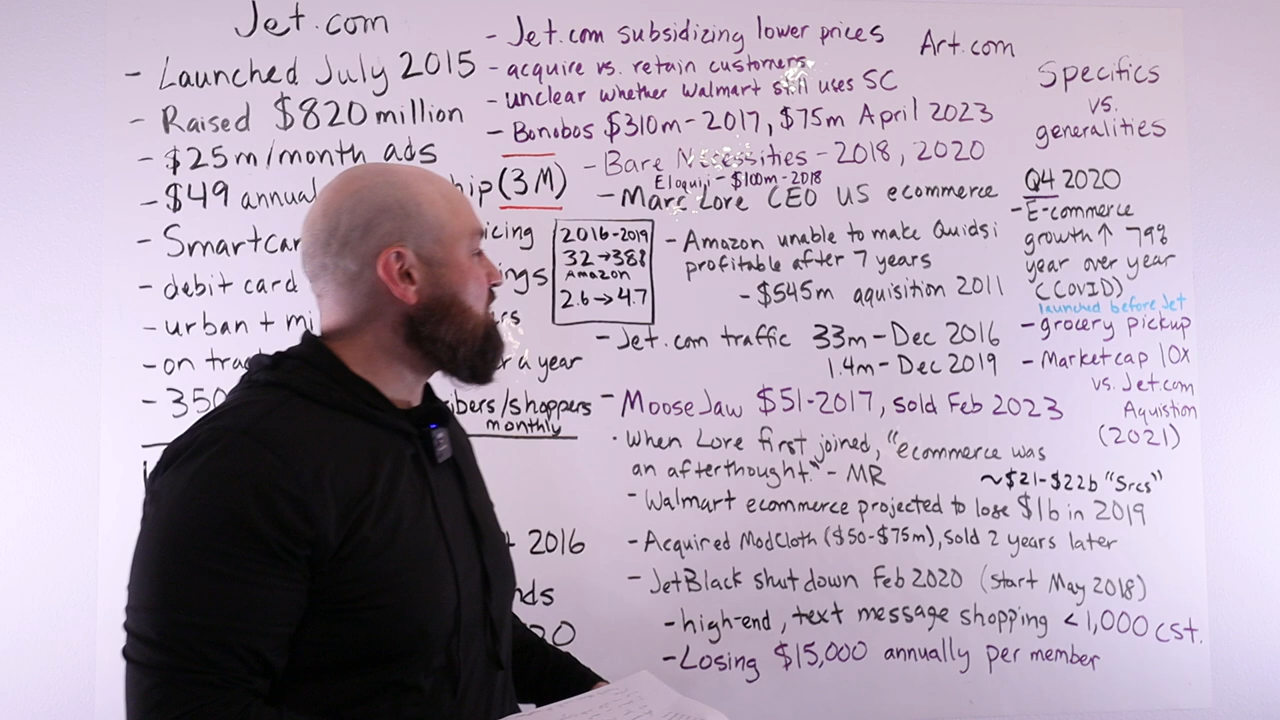 Jet.com
- Launched July 2015
- Raised $820 million
- $25m/month ads
- $49 annual
hip (3M)
- Smartcar
icing
- debit card
ngs
- urban + mi
rs
- on trac
r a year
- 350
ibers/shoppers
monthly
2016
nds
20
2016-2019
32→388
Amazon
2.6→4.7
- Jet.com subsidizing lower prices
- acquire vs. retain customers
- unclear whether Walmart still uses SC
- Bonobos $310m-2017, $75m April 2023
- Bare Necessities - 2018, 2020
Eloquii - $100m-2018
- Marc Lore CEO US ecommerce
- Amazon unable to make Quidsi
profitable after 7 years
- $545m aquisition 2011
- Jet.com traffic 33m-Dec 2016
1.4m-Dec 2019
- MooseJaw $51-2017, sold Feb 2023
· When Lore first joined, "ecommerce was
an afterthought." - MR
~$21-$22b "Srcs"
- Walmart ecommerce projected to lose $1b in 2019
- Acquired ModCloth ($50-$75m), sold 2 years later
- JetBlack shut down Feb 2020 (start May 2018)
- high-end, text message shopping <1,000 cst.
- Losing $15,000 annually per member
Art.com
Specifics
vs.
generalities
Q4 2020
- E-commerce
growth↑ 79%
year over year
(COVID)
launched before Jet
- grocery pickup
- Market cap 10x
vs. Jet.com
Aquistion
(2021)